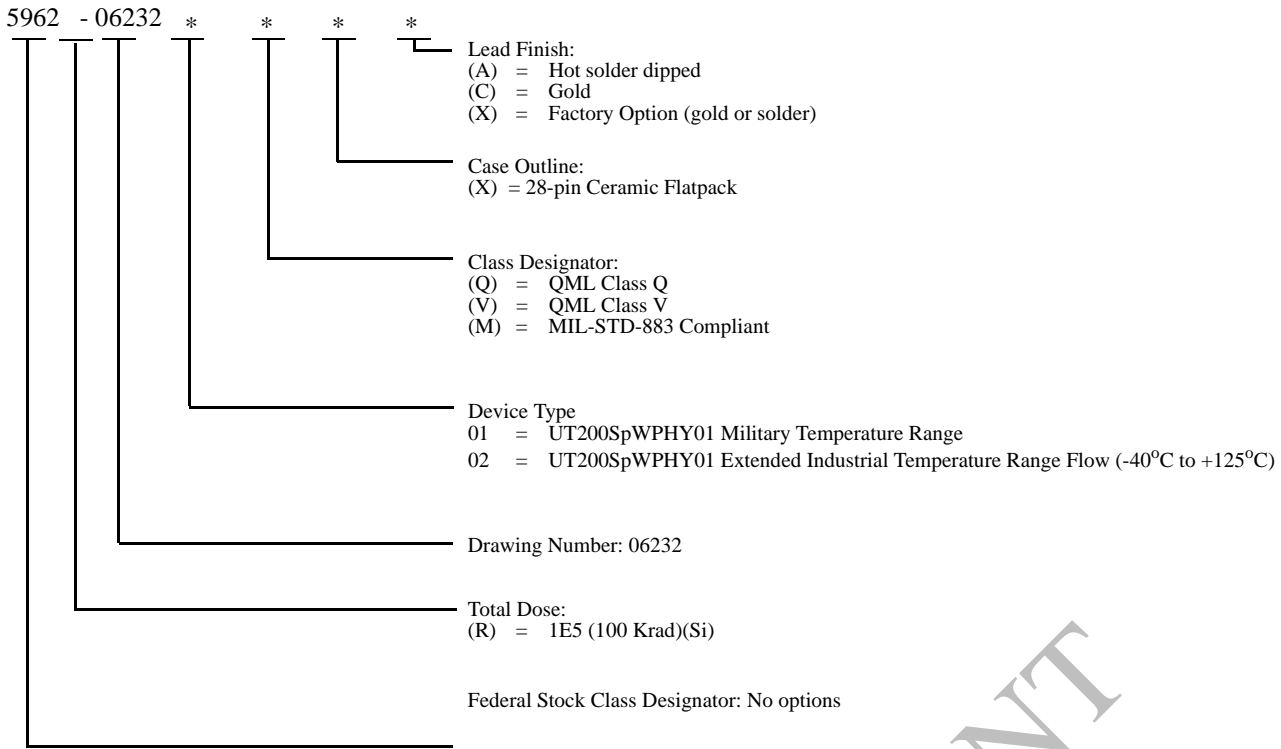 5962 - 06232 * * * *
Lead Finish:
(A) = Hot solder dipped
(C) = Gold
(X) = Factory Option (gold or solder)
Case Outline:
(X) = 28-pin Ceramic Flatpack
Class Designator:
(Q) = QML Class Q
(V) = QML Class V
(M) = MIL-STD-883 Compliant
Device Type
01 = UT200SpWPHY01 Military Temperature Range
02 = UT200SpWPHY01 Extended Industrial Temperature Range Flow (-40°C to +125°C)
Drawing Number: 06232
Total Dose:
(R) = 1E5 (100 Krad)(Si)
Federal Stock Class Designator: No options
NT